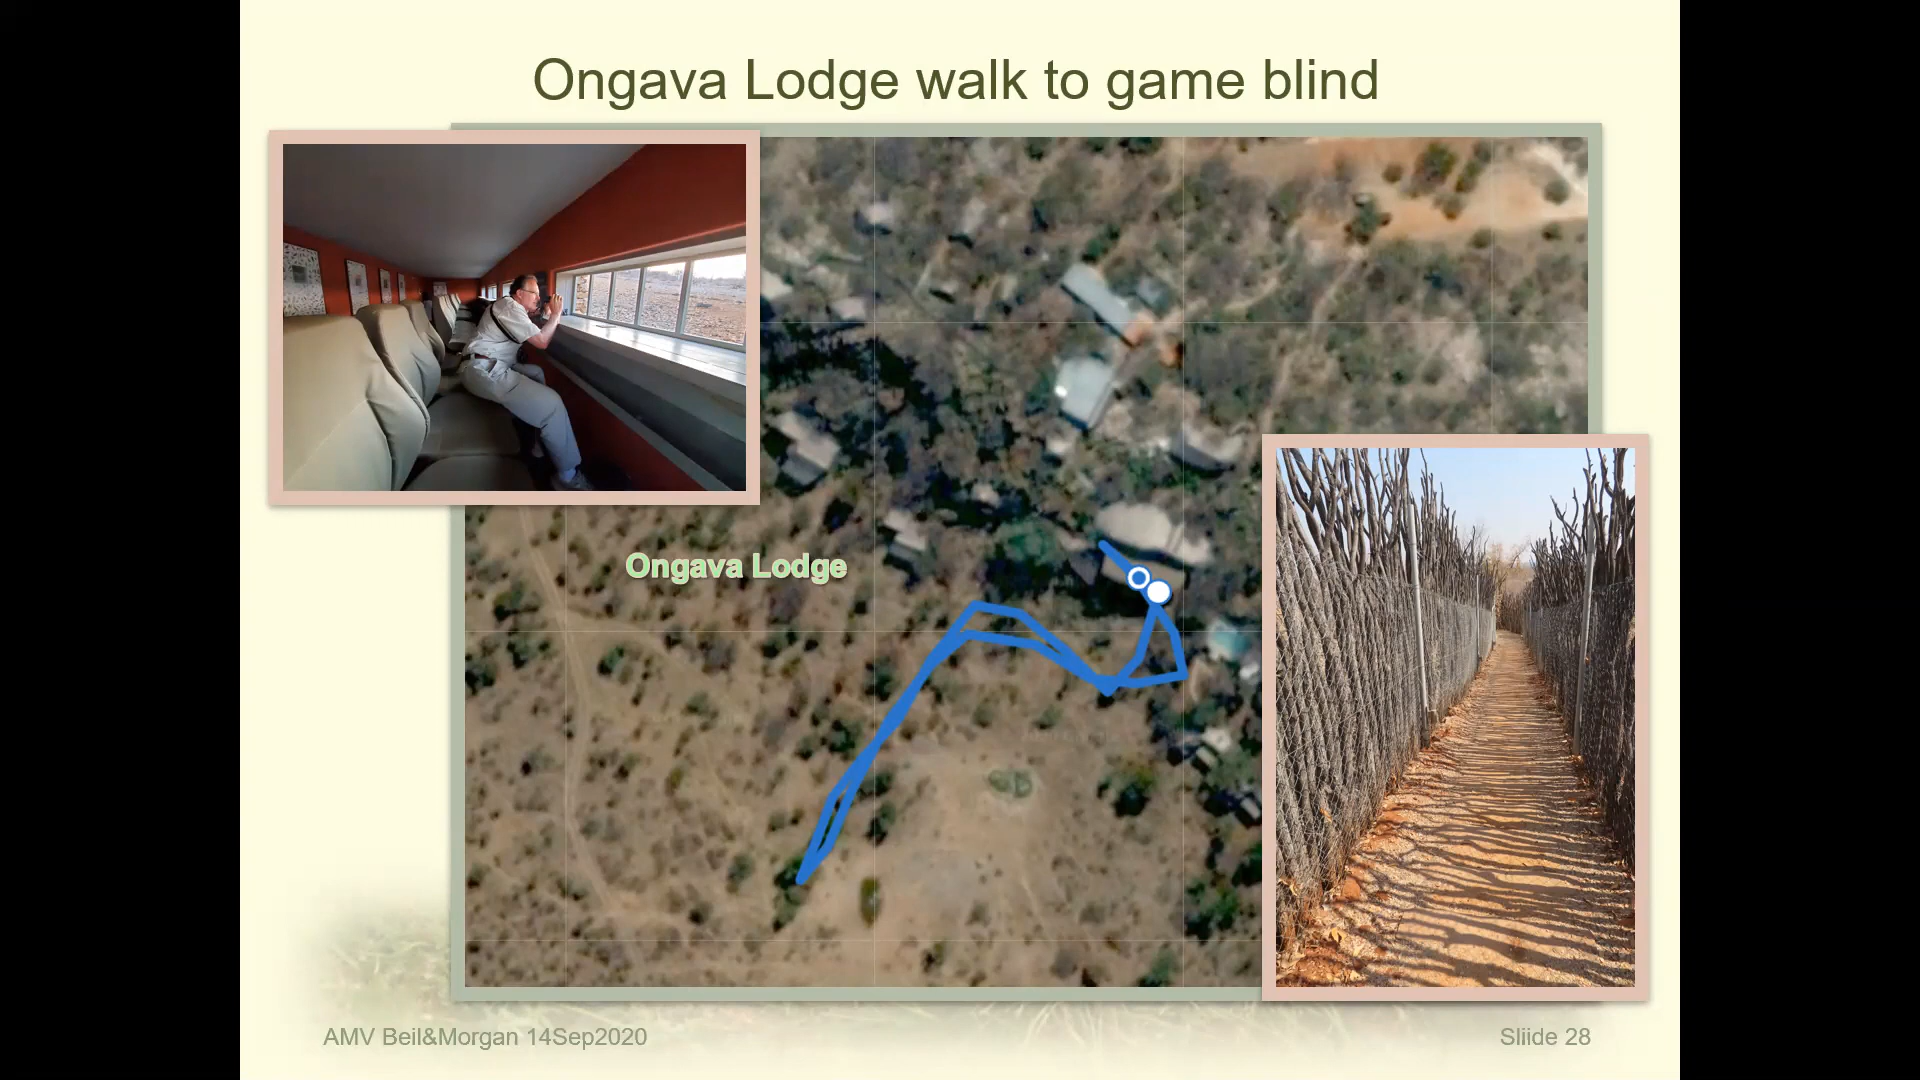 Ongava Lodge walk to game blind
Ongava Lodge
AMV Beil&Morgan 14Sep2020
Sliide 28